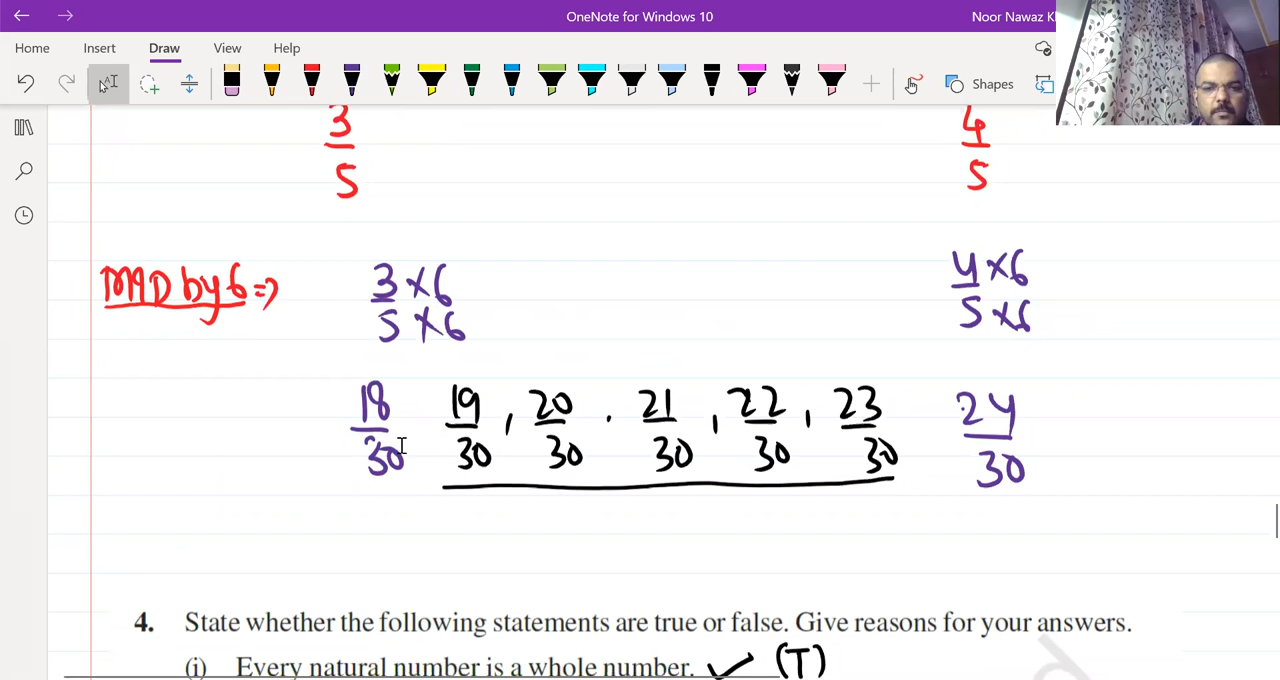 OneNote for Windows 10
Noor Nawaz Kh
Home Insert Draw View Help
Shapes
3/5 4/5
M&D by 6 => 3×6/5×6 4×6/5×6
18/30 19/30 , 20/30 . 21/30 , 22/30 , 23/30 24/30
4. State whether the following statements are true or false. Give reasons for your answers.
(i) Every natural number is a whole number. ✓ (T)